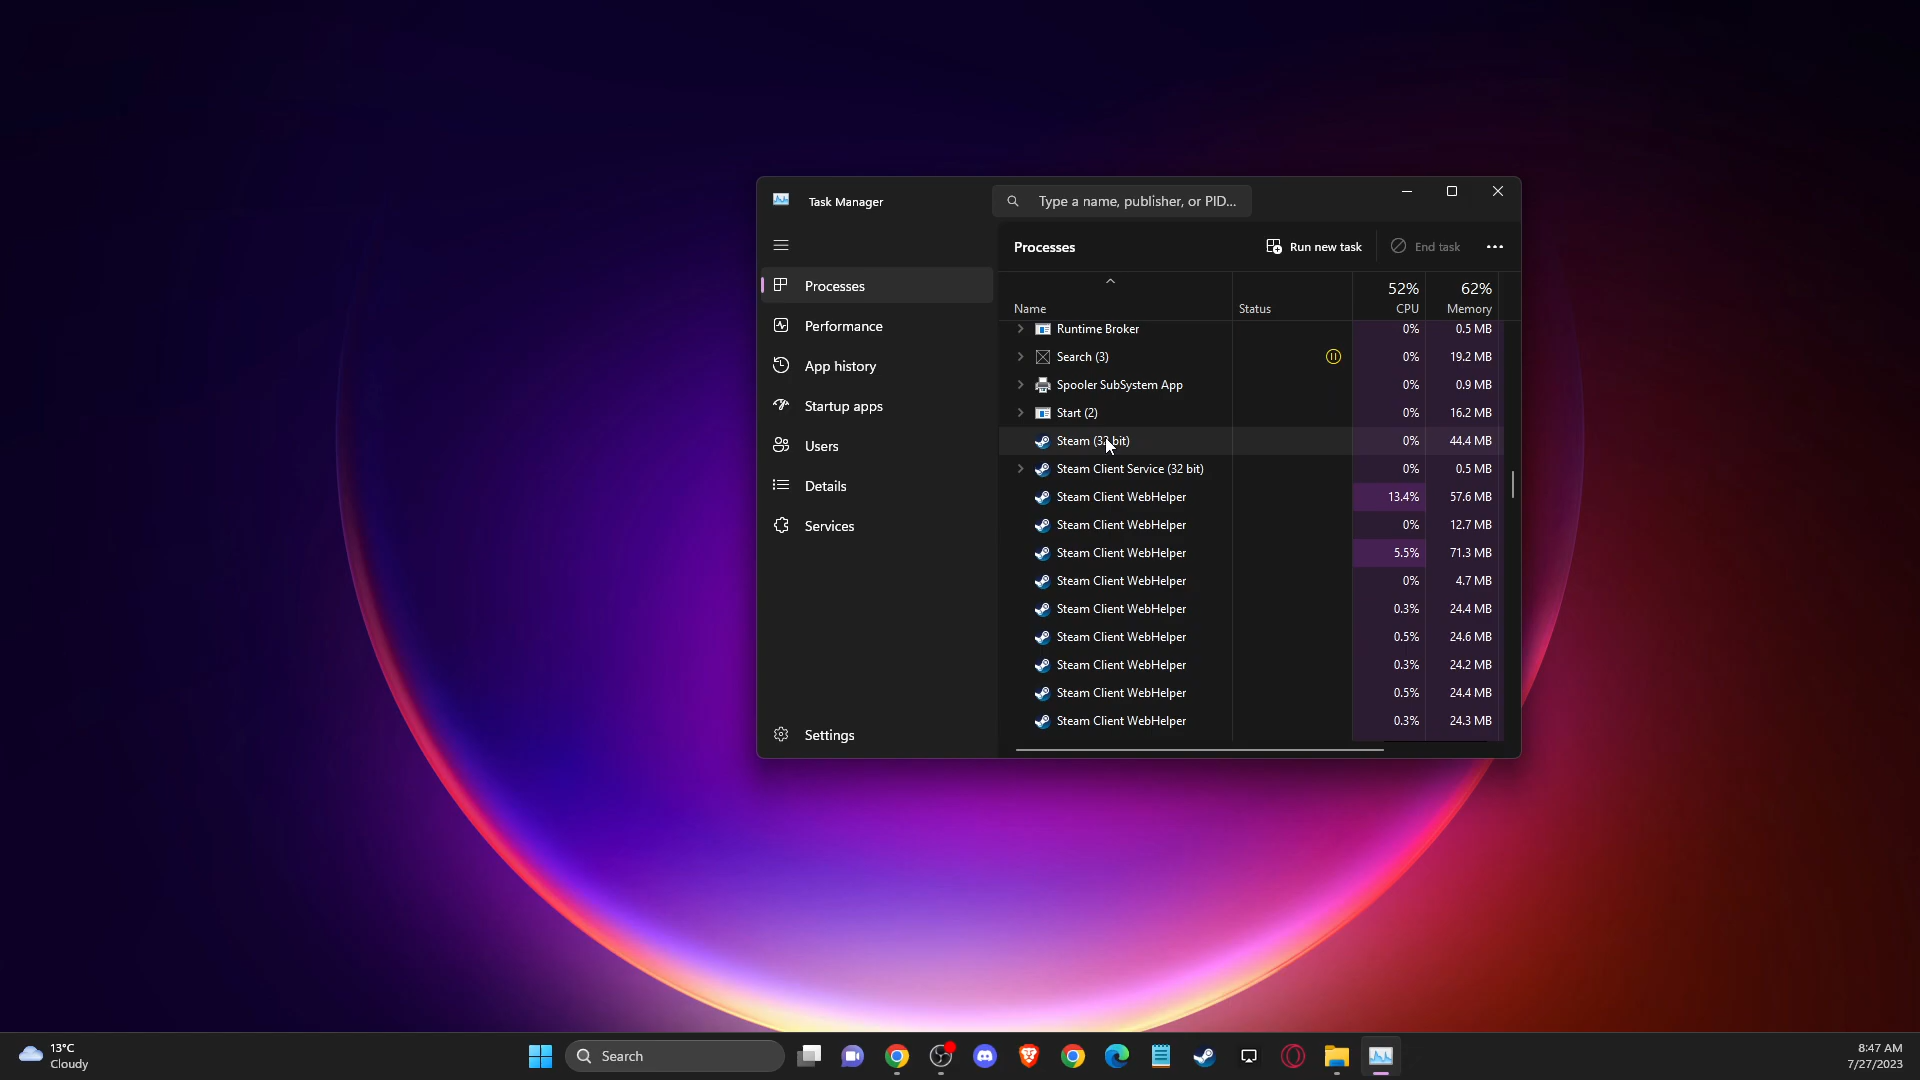 Task Manager
Type a name, publisher, or PID...
Processes
Run new task
End task
Processes
Performance
App history
Startup apps
Users
Details
Services
Settings
52% 62%
Name Status CPU Memory
Runtime Broker 0% 0.5 MB
Search (3) 0% 19.2 MB
Spooler SubSystem App 0% 0.9 MB
Start (2) 0% 16.2 MB
Steam (32 bit) 0% 44.4 MB
Steam Client Service (32 bit) 0% 0.5 MB
Steam Client WebHelper 13.4% 57.6 MB
Steam Client WebHelper 0% 12.7 MB
Steam Client WebHelper 5.5% 71.3 MB
Steam Client WebHelper 0% 4.7 MB
Steam Client WebHelper 0.3% 24.4 MB
Steam Client WebHelper 0.5% 24.6 MB
Steam Client WebHelper 0.3% 24.2 MB
Steam Client WebHelper 0.5% 24.4 MB
Steam Client WebHelper 0.3% 24.3 MB
13°C
Cloudy
Search
8:47 AM
7/27/2023